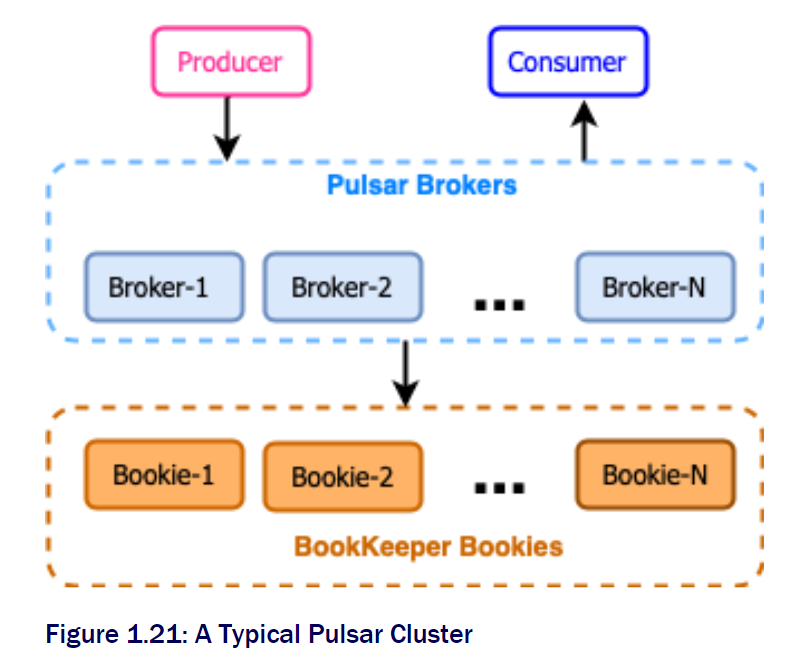 Producer
Consumer
Pulsar Brokers
Broker-1
Broker-2
...
Broker-N
Bookie-1
Bookie-2
...
Bookie-N
BookKeeper Bookies
Figure 1.21: A Typical Pulsar Cluster